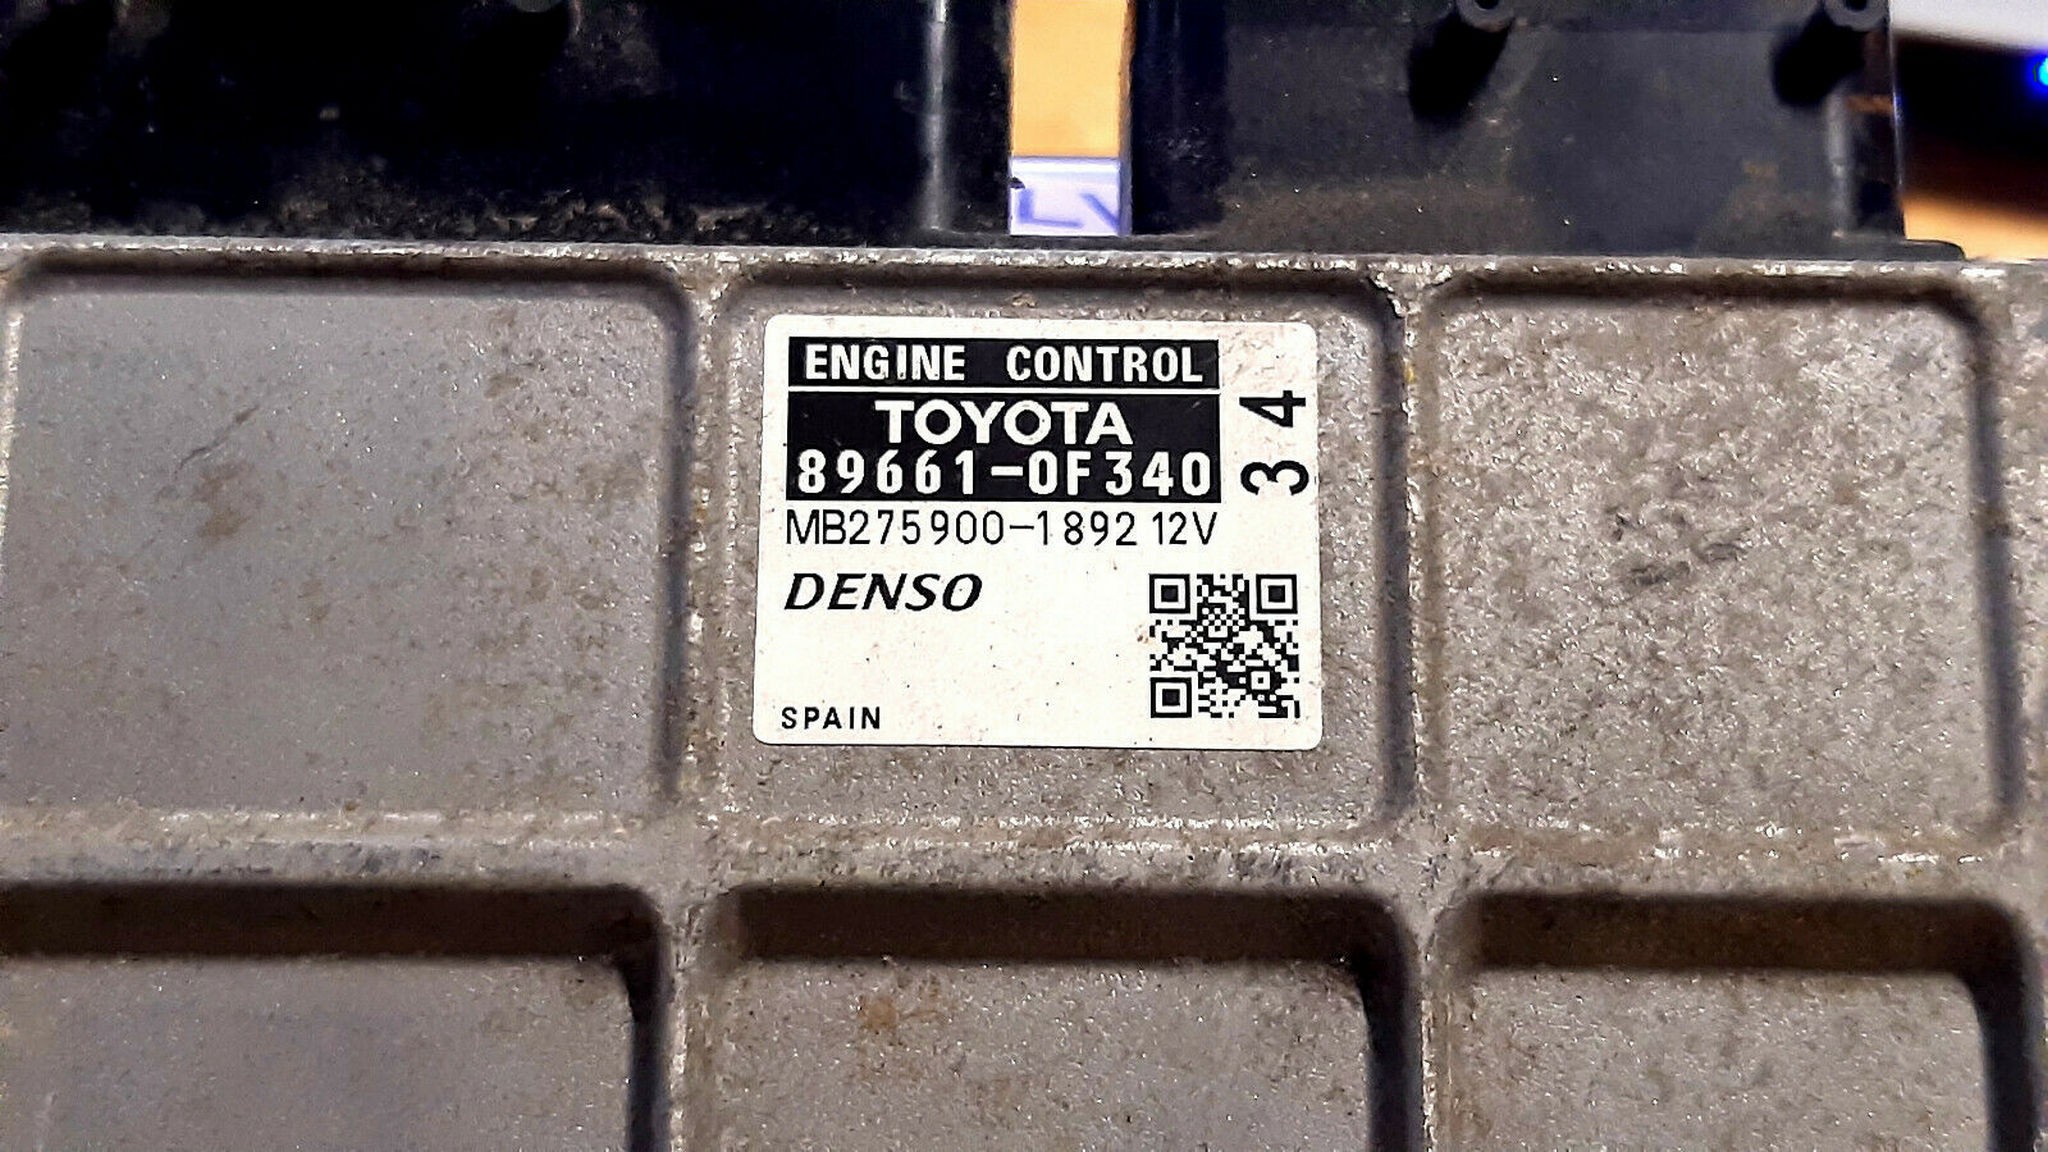 ENGINE CONTROL
TOYOTA
89661-0F340
34
MB275900-1892 12V
DENSO
SPAIN